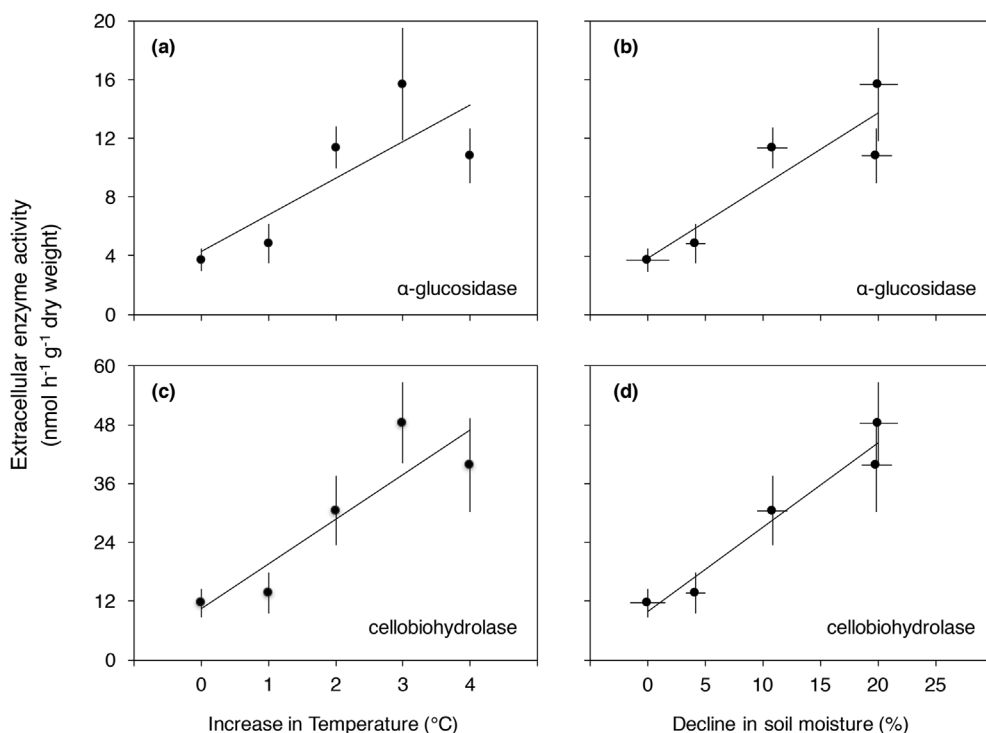 Extracellular enzyme activity
(nmol h⁻¹ g⁻¹ dry weight)
20
16
12
8
4
0
(a)
α-glucosidase
(b)
α-glucosidase
60
48
36
24
12
0
(c)
cellobiohydrolase
(d)
cellobiohydrolase
0 1 2 3 4
0 5 10 15 20 25
Increase in Temperature (°C)
Decline in soil moisture (%)